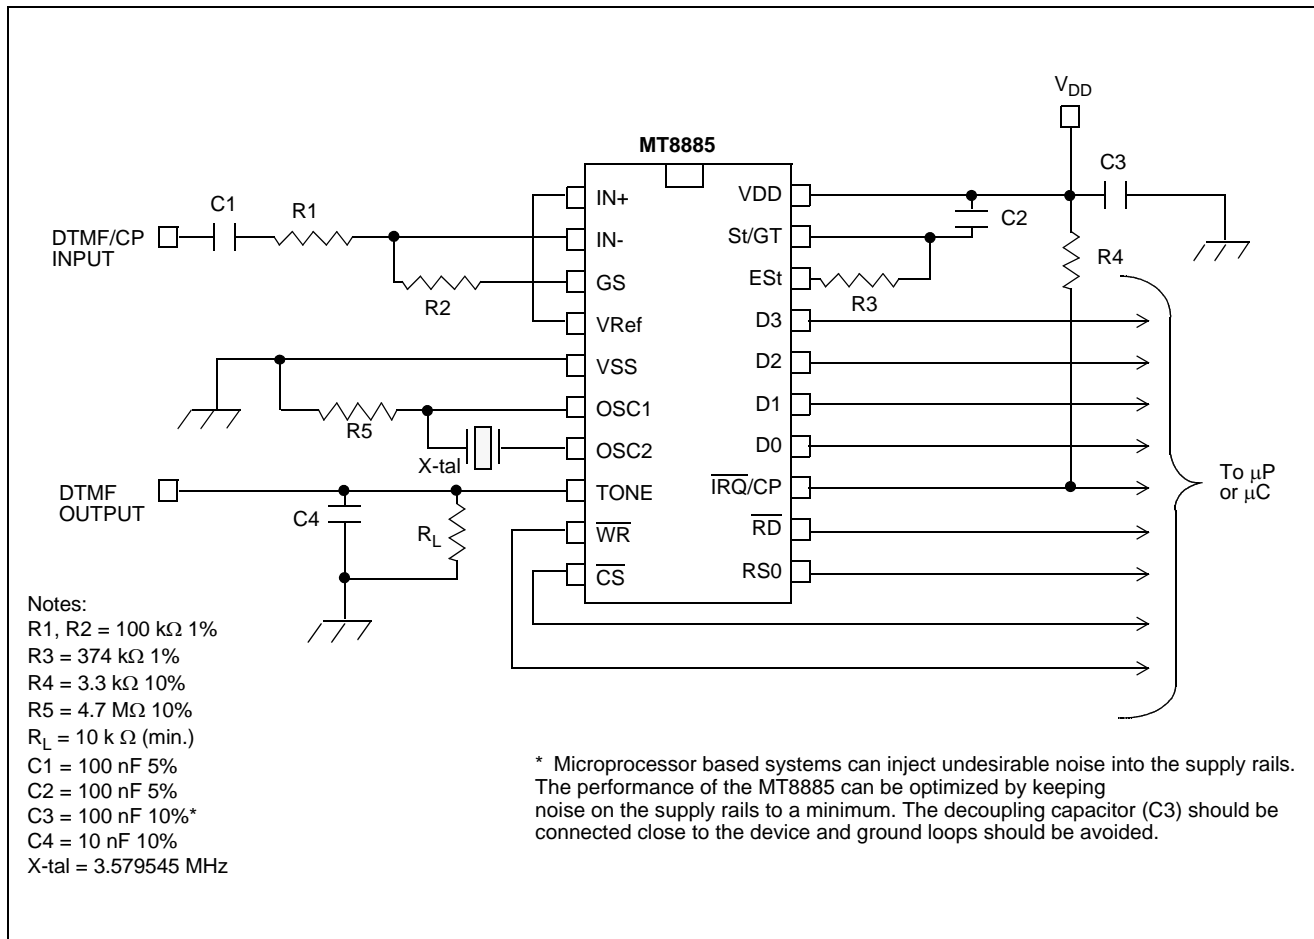 V_DD
MT8885
C3
C1
R1
IN+
VDD
C2
DTMF/CP
INPUT
IN-
St/GT
R4
R2
GS
ESt
R3
VRef
D3
VSS
D2
R5
OSC1
D1
X-tal
OSC2
D0
To μP
or μC
DTMF
OUTPUT
TONE
IRQ/CP
C4
R_L
WR
RD
CS
RS0
Notes:
R1, R2 = 100 kΩ 1%
R3 = 374 kΩ 1%
R4 = 3.3 kΩ 10%
R5 = 4.7 MΩ 10%
R_L = 10 k Ω (min.)
C1 = 100 nF 5%
C2 = 100 nF 5%
C3 = 100 nF 10%*
C4 = 10 nF 10%
X-tal = 3.579545 MHz
* Microprocessor based systems can inject undesirable noise into the supply rails.
The performance of the MT8885 can be optimized by keeping
noise on the supply rails to a minimum. The decoupling capacitor (C3) should be
connected close to the device and ground loops should be avoided.